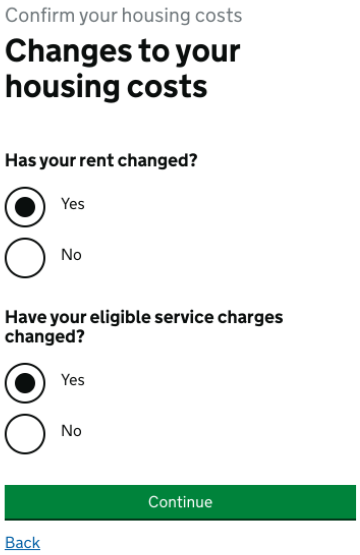 Confirm your housing costs
Changes to your
housing costs
Has your rent changed?
Yes
No
Have your eligible service charges
changed?
Yes
No
Continue
Back